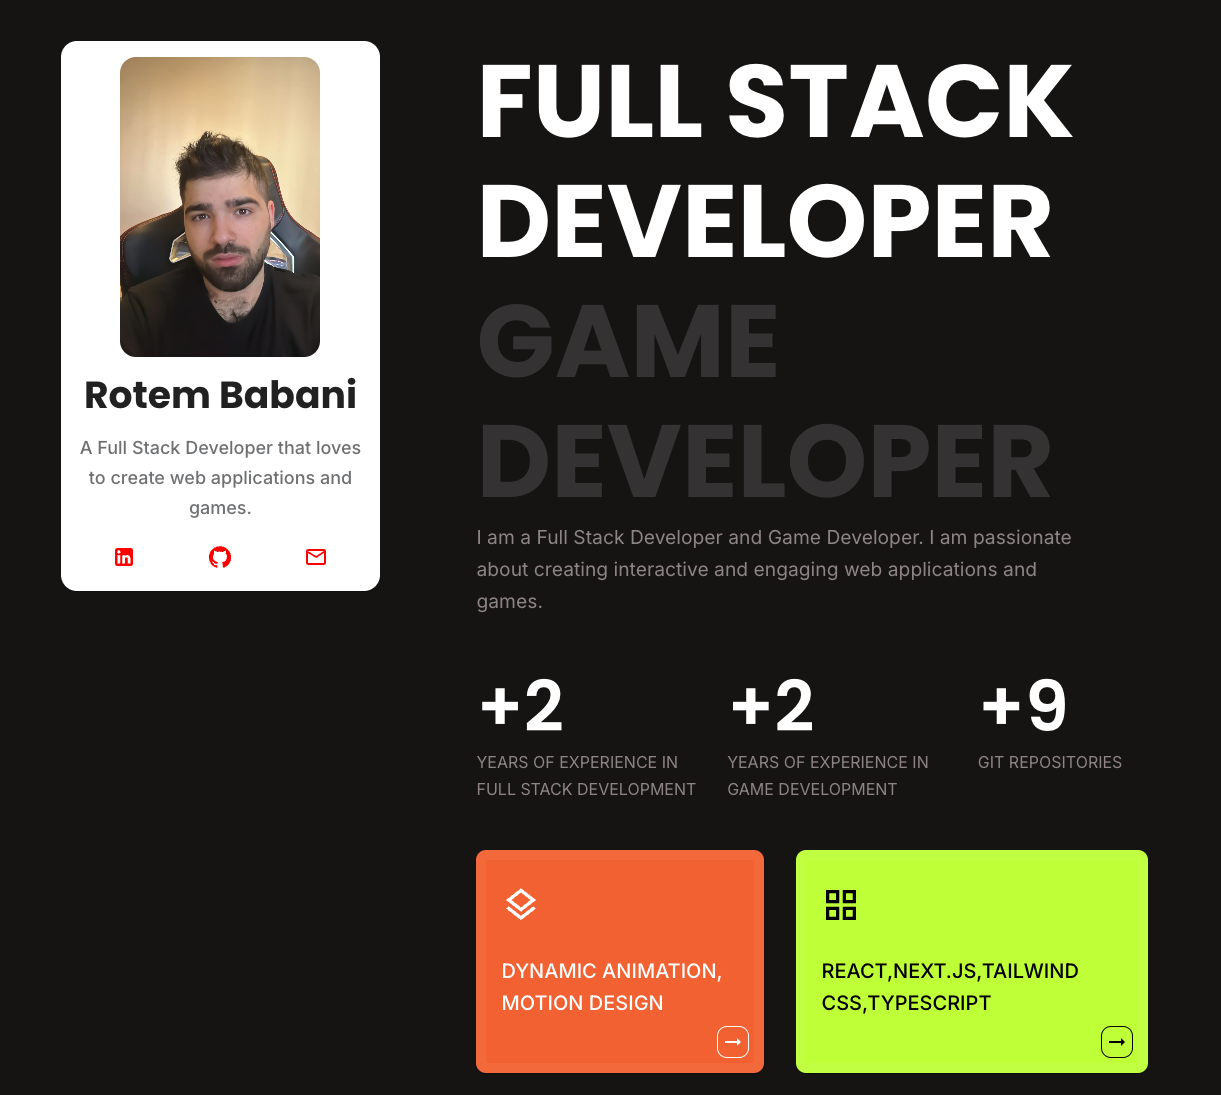 Rotem Babani
A Full Stack Developer that loves
to create web applications and
games.
FULL STACK
DEVELOPER
GAME
DEVELOPER
I am a Full Stack Developer and Game Developer. I am passionate
about creating interactive and engaging web applications and
games.
+2
YEARS OF EXPERIENCE IN
FULL STACK DEVELOPMENT
+2
YEARS OF EXPERIENCE IN
GAME DEVELOPMENT
+9
GIT REPOSITORIES
DYNAMIC ANIMATION,
MOTION DESIGN
REACT,NEXT.JS,TAILWIND
CSS,TYPESCRIPT